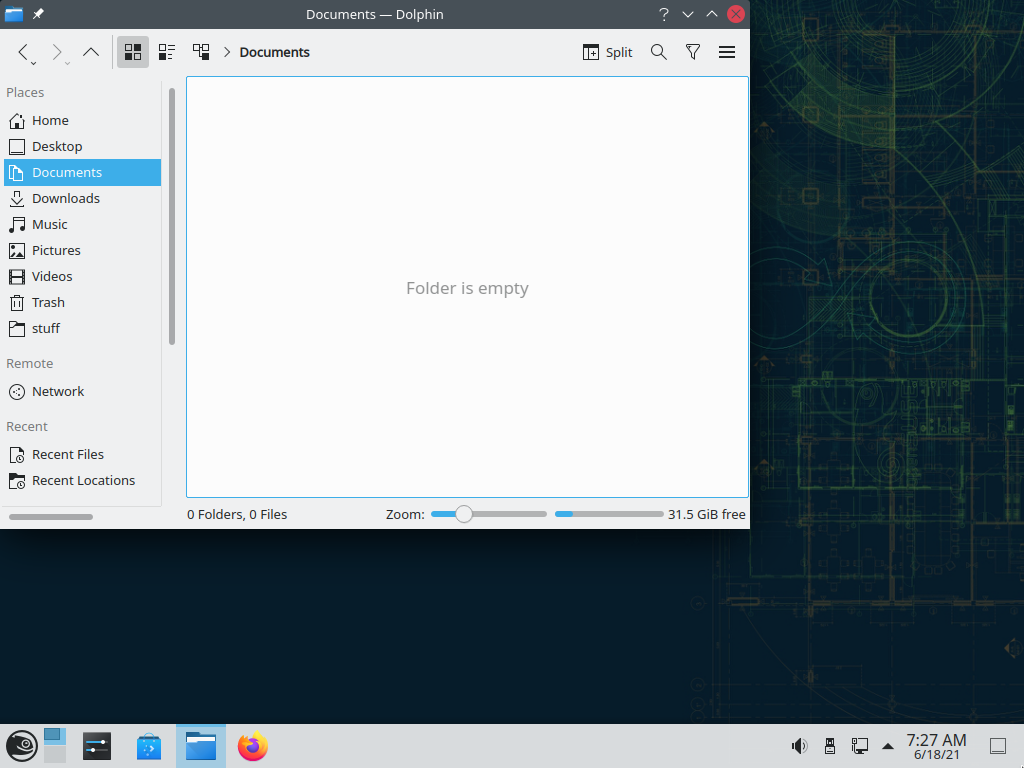 Documents — Dolphin
Documents
Split
Places
Home
Desktop
Documents
Downloads
Music
Pictures
Videos
Trash
stuff
Remote
Network
Recent
Recent Files
Recent Locations
Folder is empty
0 Folders, 0 Files
Zoom:
31.5 GiB free
7:27 AM
6/18/21